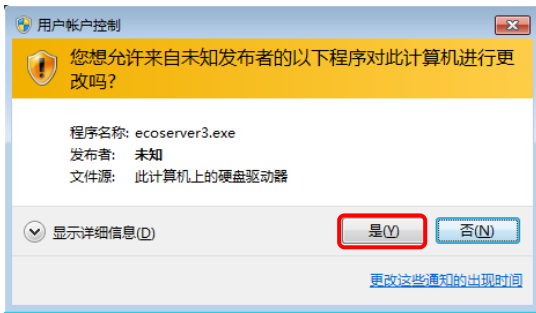 用户帐户控制
您想允许来自未知发布者的以下程序对此计算机进行更
改吗?
程序名称: ecoserver3.exe
发布者: 未知
文件源: 此计算机上的硬盘驱动器
显示详细信息(D) 是(Y) 否(N)
更改这些通知的出现时间